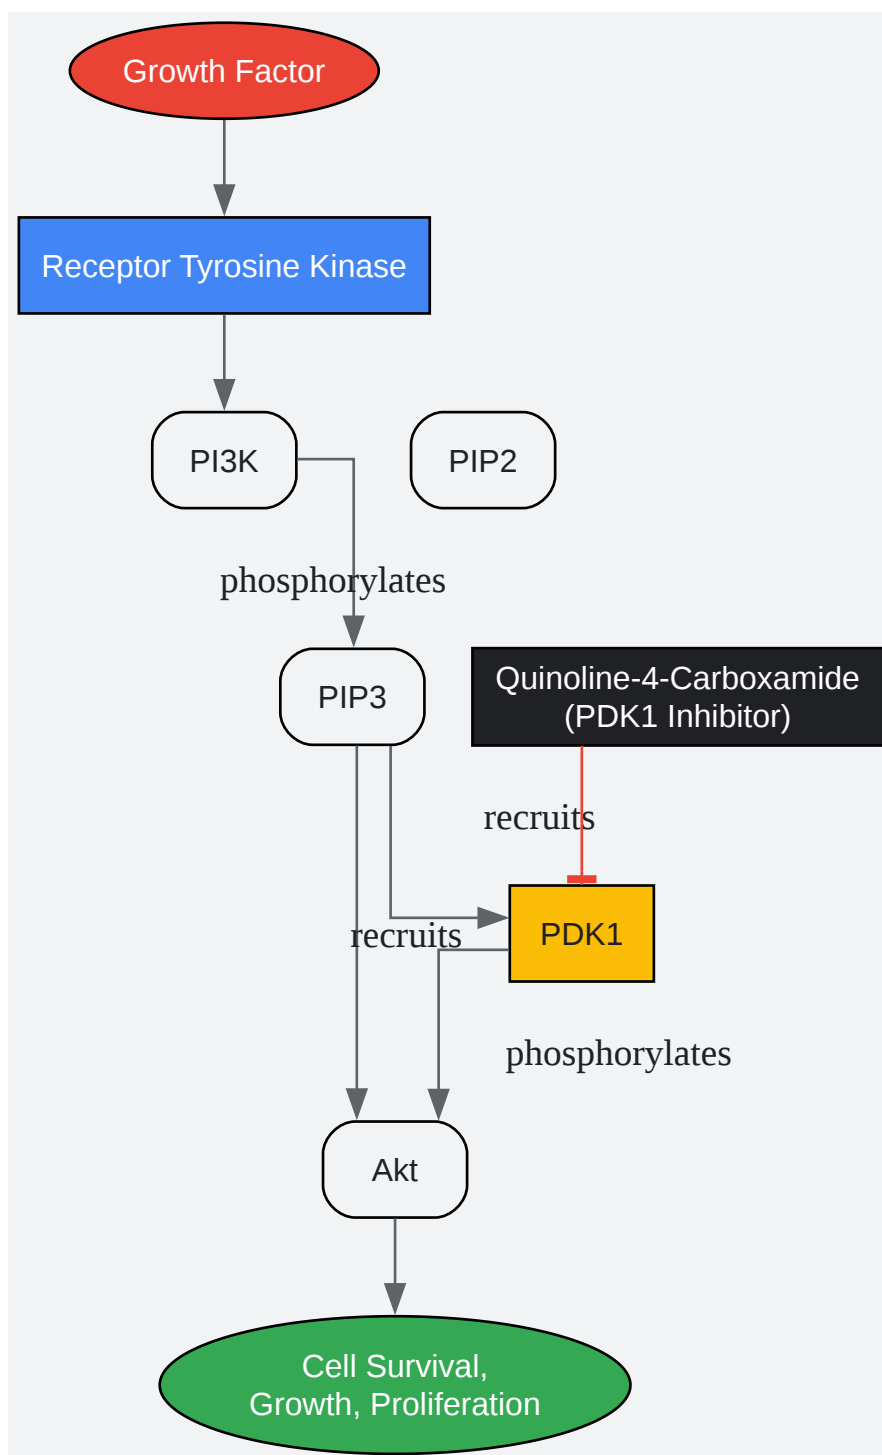 Growth Factor
Receptor Tyrosine Kinase
PI3K
PIP2
phosphorylates
PIP3
Quinoline-4-Carboxamide
(PDK1 Inhibitor)
recruits
recruits
PDK1
phosphorylates
Akt
Cell Survival,
Growth, Proliferation